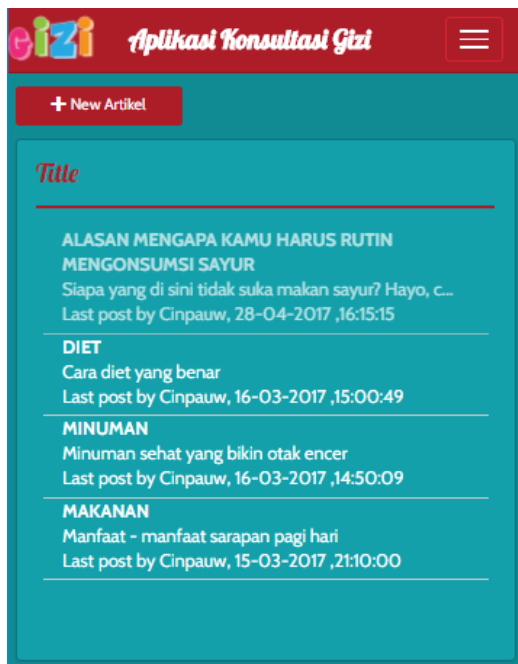 gizi
Aplikasi Konsultasi Gizi
+ New Artikel
Title
ALASAN MENGAPA KAMU HARUS RUTIN
MENGONSUMSI SAYUR
Siapa yang di sini tidak suka makan sayur? Hayo, c...
Last post by Cinpauw, 28-04-2017 ,16:15:15
DIET
Cara diet yang benar
Last post by Cinpauw, 16-03-2017 ,15:00:49
MINUMAN
Minuman sehat yang bikin otak encer
Last post by Cinpauw, 16-03-2017 ,14:50:09
MAKANAN
Manfaat - manfaat sarapan pagi hari
Last post by Cinpauw, 15-03-2017 ,21:10:00